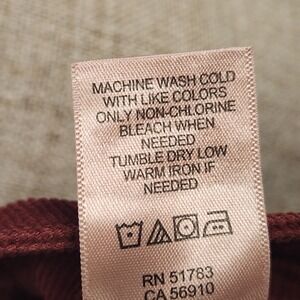 MACHINE WASH COLD
WITH LIKE COLORS
ONLY NON-CHLORINE
BLEACH WHEN
NEEDED
TUMBLE DRY LOW
WARM IRON IF
NEEDED
RN 51783
CA 56910